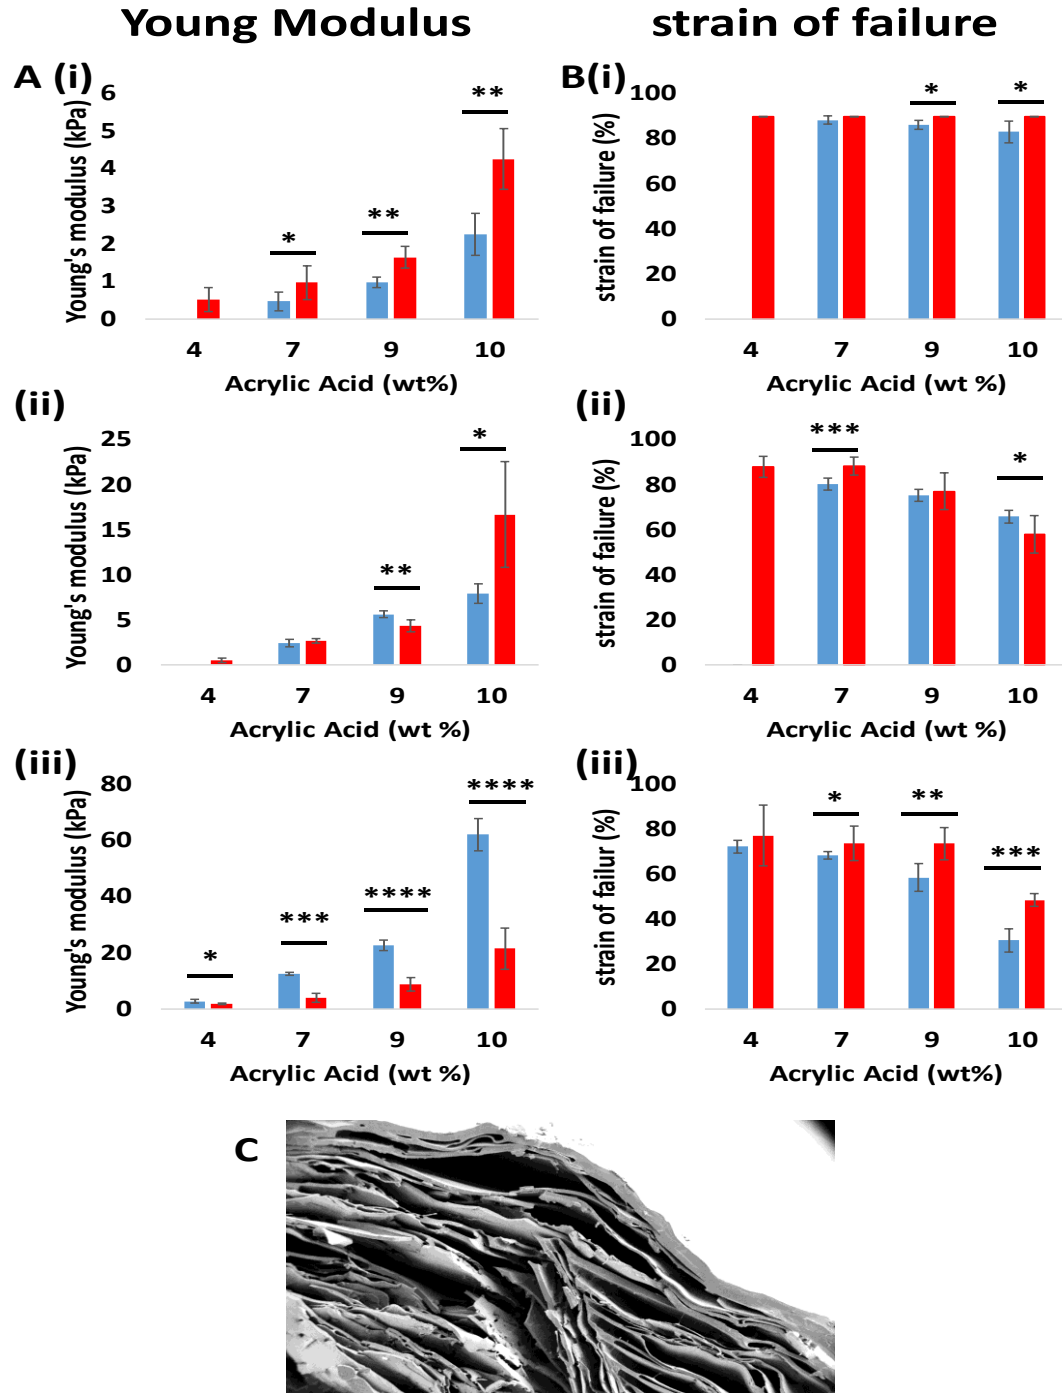 Young Modulus
strain of failure
A (i)
Young's modulus (kPa)
6
5
4
3
2
1
0
*
**
**
4 7 9 10
Acrylic Acid (wt%)
B(i)
strain of failure (%)
100
80
60
40
20
0
*
*
4 7 9 10
Acrylic Acid (wt %)
(ii)
Young's modulus (kPa)
25
20
15
10
5
0
**
*
4 7 9 10
Acrylic Acid (wt %)
(ii)
strain of failure (%)
100
80
60
40
20
0
***
*
4 7 9 10
Acrylic Acid (wt %)
(iii)
Young's modulus (kPa)
80
60
40
20
0
*
***
****
****
4 7 9 10
Acrylic Acid (wt %)
(iii)
strain of failur (%)
100
80
60
40
20
0
*
**
***
4 7 9 10
Acrylic Acid (wt%)
C